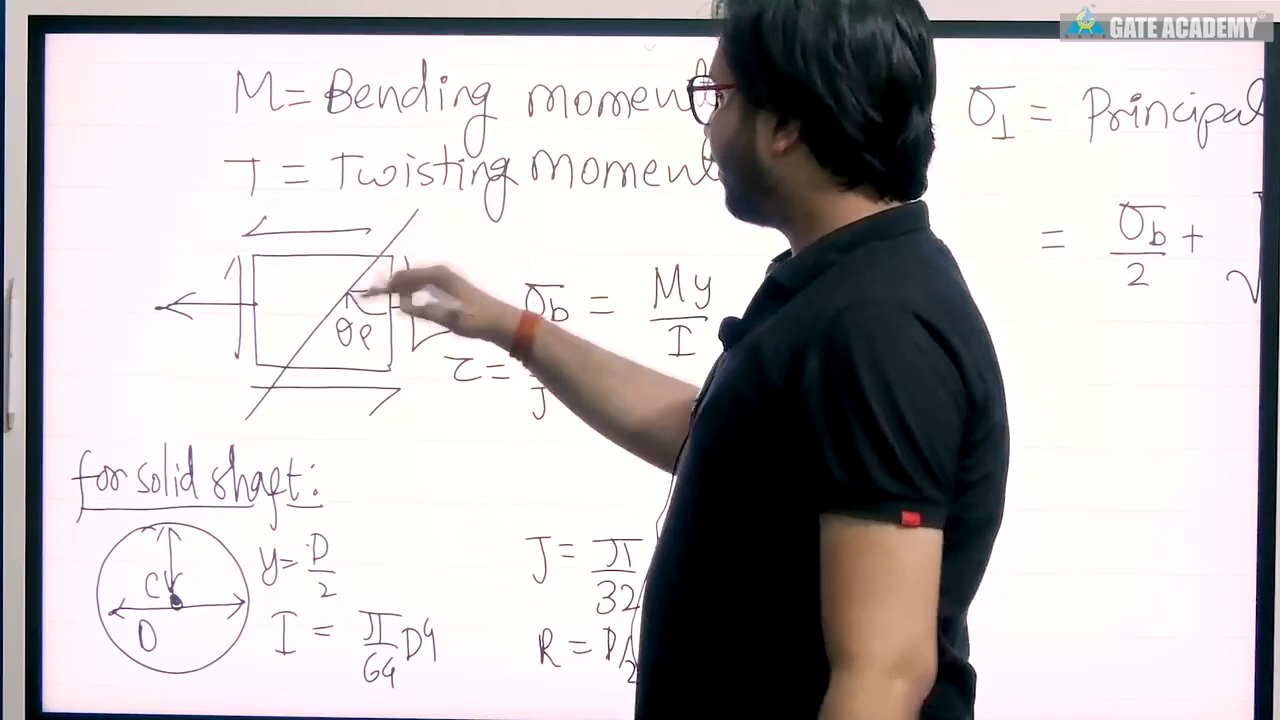 GATE ACADEMY
M = Bending moment
T = Twisting Moment
σ₁ = Principal
= σb/2 + √
θP
σb = My/I
τ = 
J
for solid shaft:
C
D
y = D/2
I = π/64 D⁴
J = π/32
R = D/2